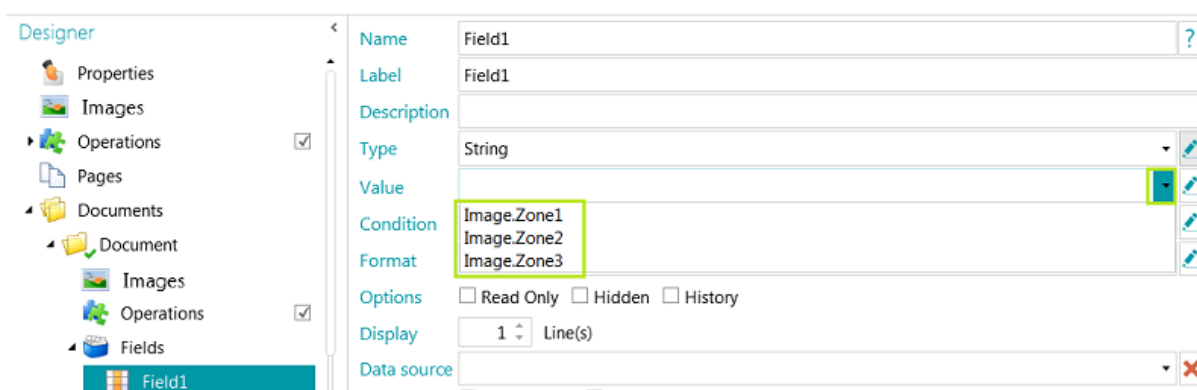 Designer
Properties
Images
Operations
Pages
Documents
Document
Images
Operations
Fields
Field1
Name
Field1
?
Label
Field1
Description
Type
String
Value
Image.Zone1
Condition
Image.Zone2
Format
Image.Zone3
Options
Read Only
Hidden
History
Display
1
Line(s)
Data source